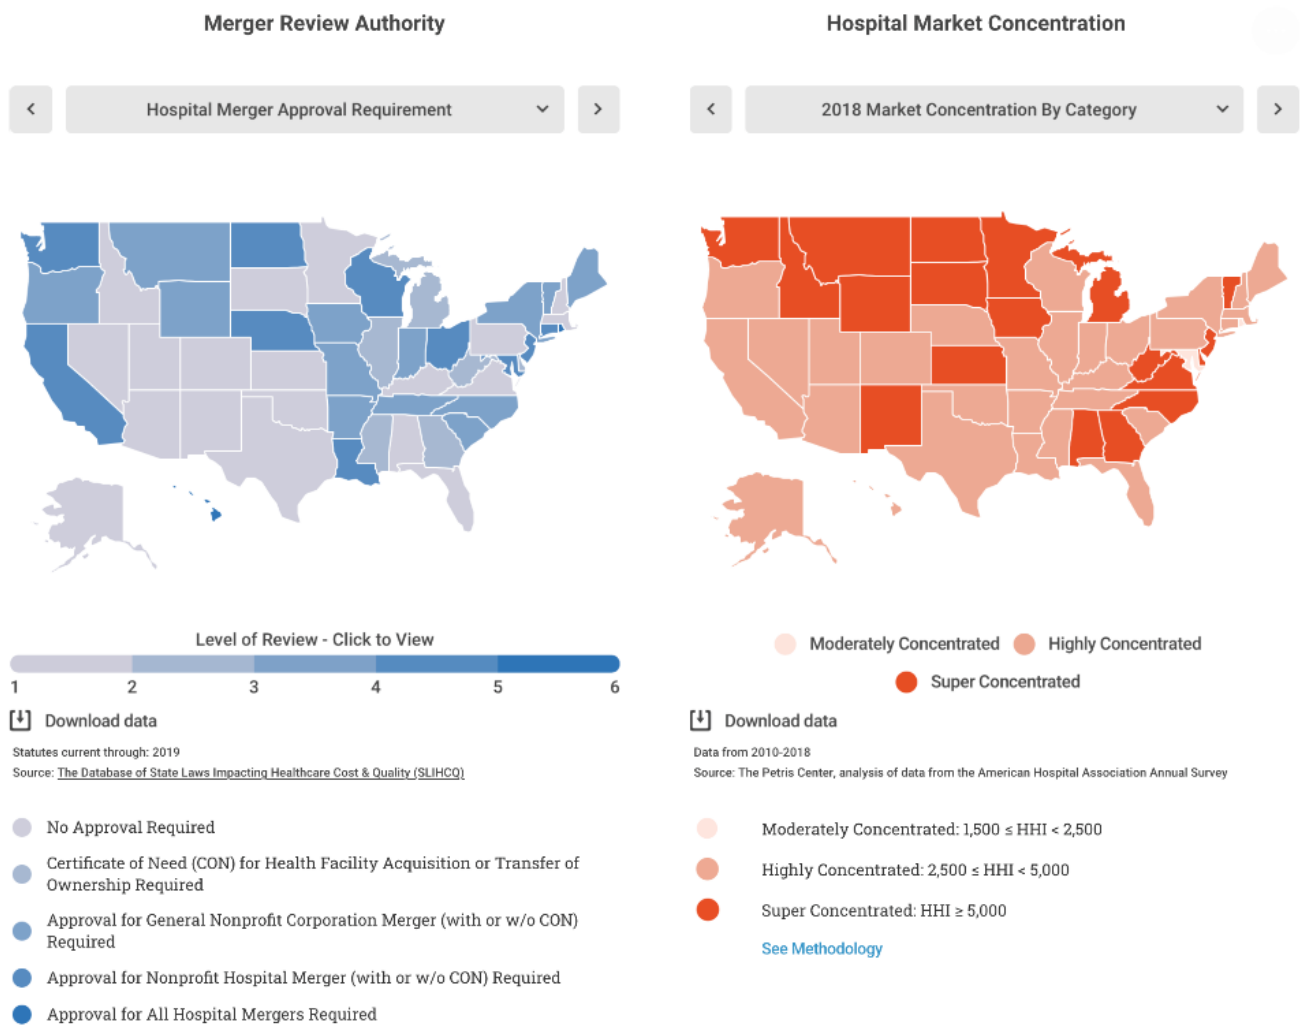 Merger Review Authority
Hospital Merger Approval Requirement
Level of Review - Click to View
1 2 3 4 5 6
Download data
Statutes current through: 2019
Source: The Database of State Laws Impacting Healthcare Cost & Quality (SLIHCQ)
No Approval Required
Certificate of Need (CON) for Health Facility Acquisition or Transfer of
Ownership Required
Approval for General Nonprofit Corporation Merger (with or w/o CON)
Required
Approval for Nonprofit Hospital Merger (with or w/o CON) Required
Approval for All Hospital Mergers Required
Hospital Market Concentration
2018 Market Concentration By Category
Moderately Concentrated
Highly Concentrated
Super Concentrated
Download data
Data from 2010-2018
Source: The Petris Center, analysis of data from the American Hospital Association Annual Survey
Moderately Concentrated: 1,500 ≤ HHI < 2,500
Highly Concentrated: 2,500 ≤ HHI < 5,000
Super Concentrated: HHI ≥ 5,000
See Methodology